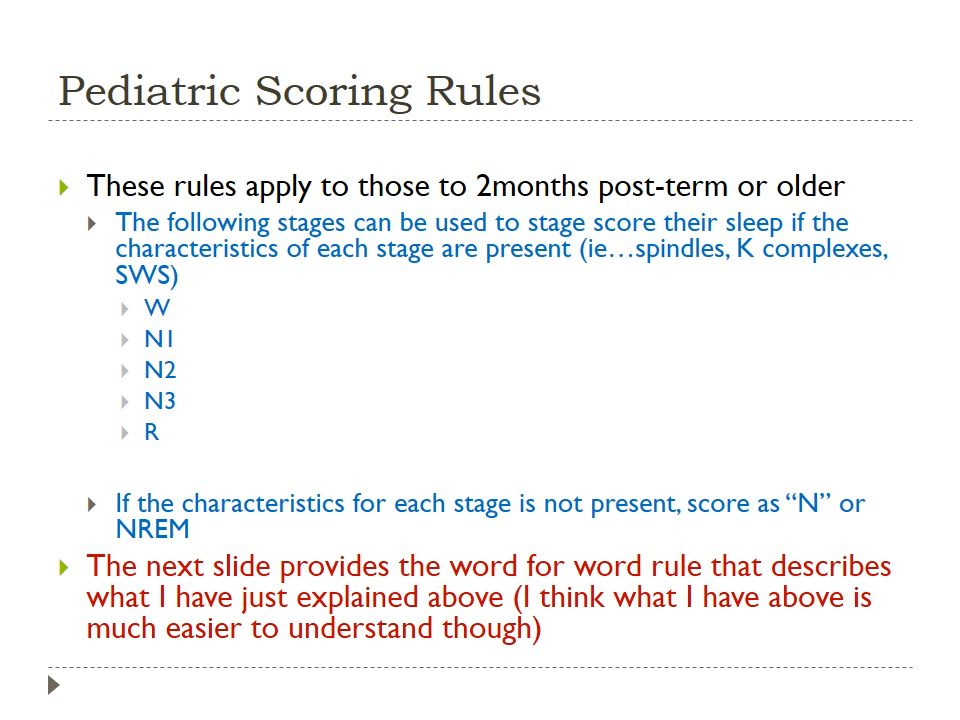 Pediatric Scoring Rules
These rules apply to those to 2months post-term or older
The following stages can be used to stage score their sleep if the
characteristics of each stage are present (ie…spindles, K complexes,
SWS)
W
N1
N2
N3
R
If the characteristics for each stage is not present, score as “N” or
NREM
The next slide provides the word for word rule that describes
what I have just explained above (I think what I have above is
much easier to understand though)